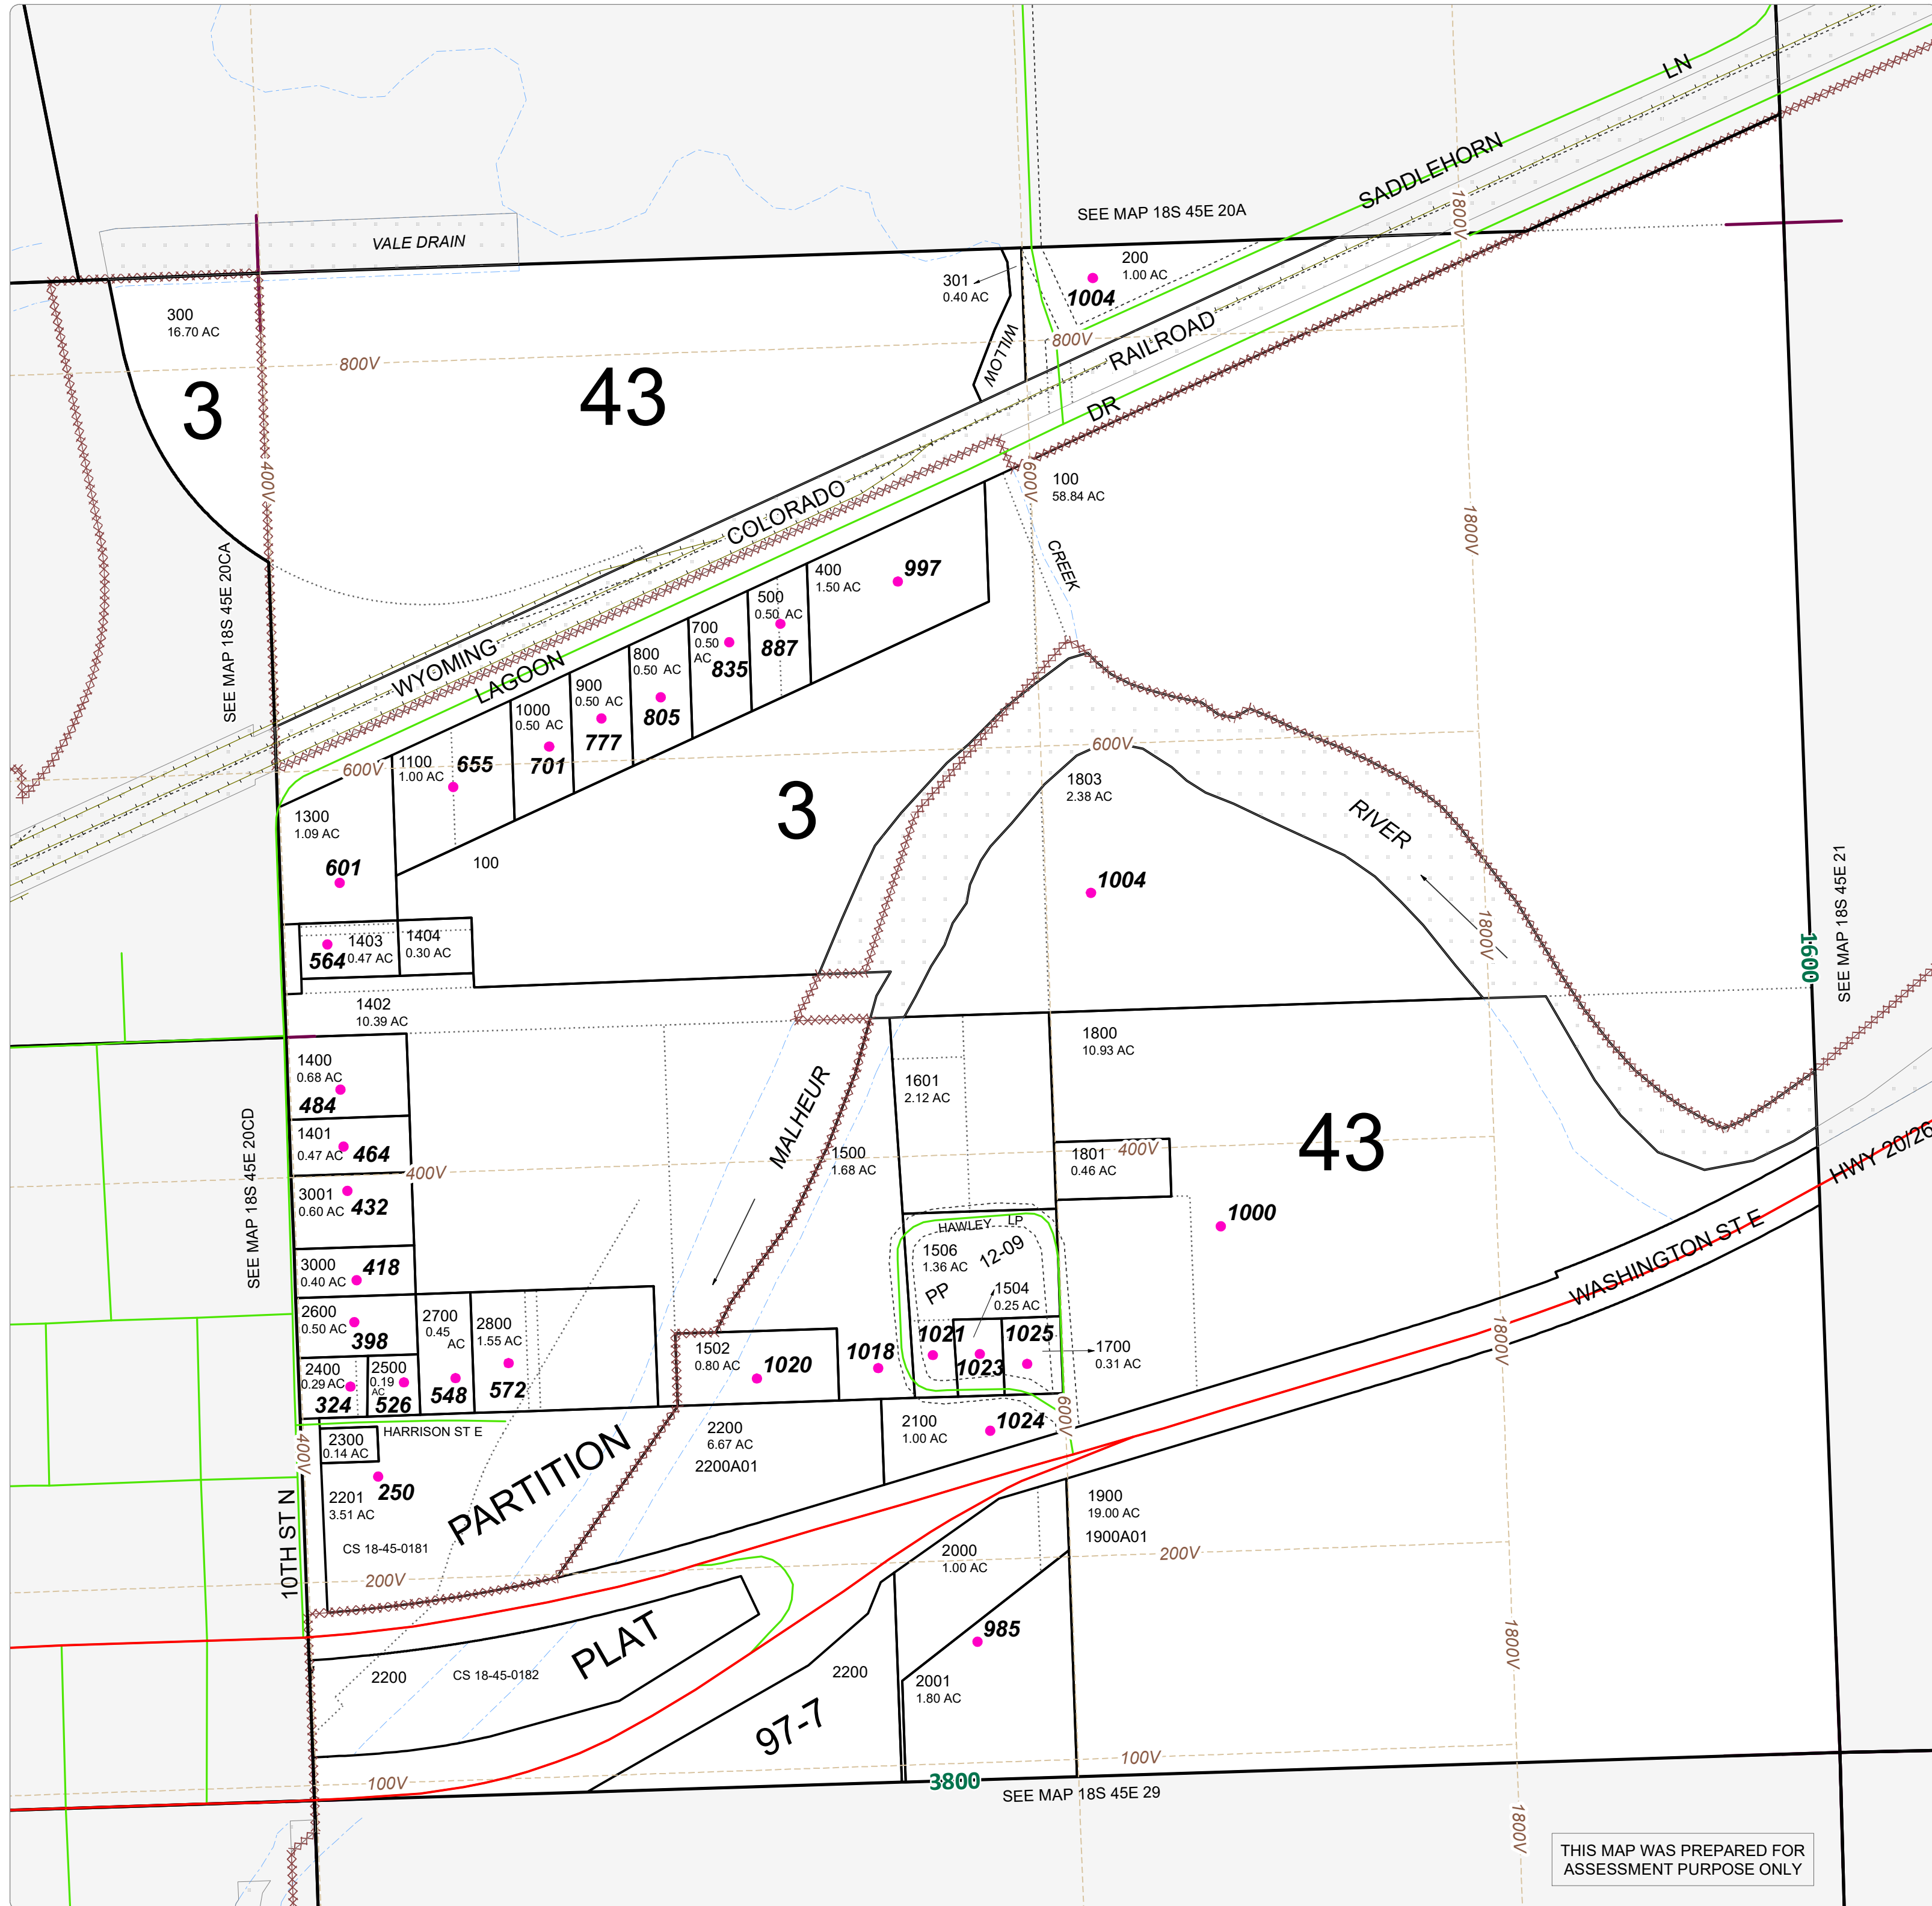 LN
SADDLEHORN
SEE MAP 18S 45E 20A
1800V
VALE DRAIN
200
1.00 AC
1004
301
0.40 AC
300
16.70 AC
WILLOW
RAILROAD
800V
800V
3
43
DR
400V
600V
100
58.84 AC
COLORADO
1800V
CREEK
SEE MAP 18S 45E 20CA
400
1.50 AC
997
500
0.50 AC
887
700
0.50
AC
835
800
0.50 AC
805
WYOMING
LAGOON
900
0.50 AC
777
1000
0.50 AC
701
1100
1.00 AC
655
600V
600V
1803
2.38 AC
3
RIVER
1300
1.09 AC
601
100
1004
1800V
1600
SEE MAP 18S 45E 21
1403
0.47 AC
564
1404
0.30 AC
1402
10.39 AC
1800
10.93 AC
1400
0.68 AC
484
MALHEUR
1601
2.12 AC
43
1401
0.47 AC
464
400V
1500
1.68 AC
400V
1801
0.46 AC
HWY 20/26
SEE MAP 18S 45E 20CD
3001
0.60 AC
432
1000
HAWLEY LP
1506
1.36 AC
PP 12-09
WASHINGTON ST E
3000
0.40 AC
418
1504
0.25 AC
2600
0.50 AC
398
2700
0.45
AC
548
2800
1.55 AC
572
1502
0.80 AC
1020
1018
1021
1023
1025
1700
0.31 AC
1800V
2400
0.29 AC
324
2500
0.19
AC
526
HARRISON ST E
2300
0.14 AC
400V
PARTITION
2200
6.67 AC
2200A01
2100
1.00 AC
1024
600V
250
2201
3.51 AC
10TH ST N
CS 18-45-0181
1900
19.00 AC
1900A01
2000
1.00 AC
200V
200V
PLAT
985
1800V
2200
CS 18-45-0182
2200
2001
1.80 AC
97-7
100V
100V
3800
SEE MAP 18S 45E 29
1800V
THIS MAP WAS PREPARED FOR
ASSESSMENT PURPOSE ONLY